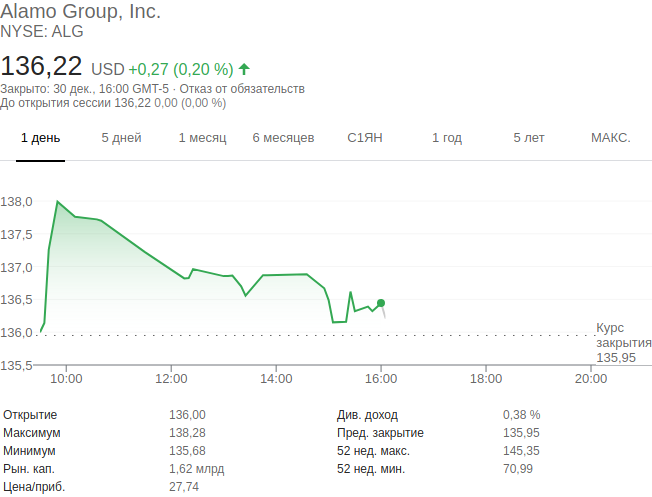 Alamo Group, Inc.
NYSE: ALG
136,22 USD +0,27 (0,20 %)
Закрыто: 30 дек., 16:00 GMT-5 · Отказ от обязательств
До открытия сессии 136,22 0,00 (0,00 %)
1 день 5 дней 1 месяц 6 месяцев С1ЯН 1 год 5 лет МАКС.
138,0
137,5
137,0
136,5
136,0
Курс
закрытия
135,95
135,5
10:00 12:00 14:00 16:00 18:00 20:00
Открытие 136,00 Див. доход 0,38 %
Максимум 138,28 Пред. закрытие 135,95
Минимум 135,68 52 нед. макс. 145,35
Рын. кап. 1,62 млрд 52 нед. мин. 70,99
Цена/приб. 27,74